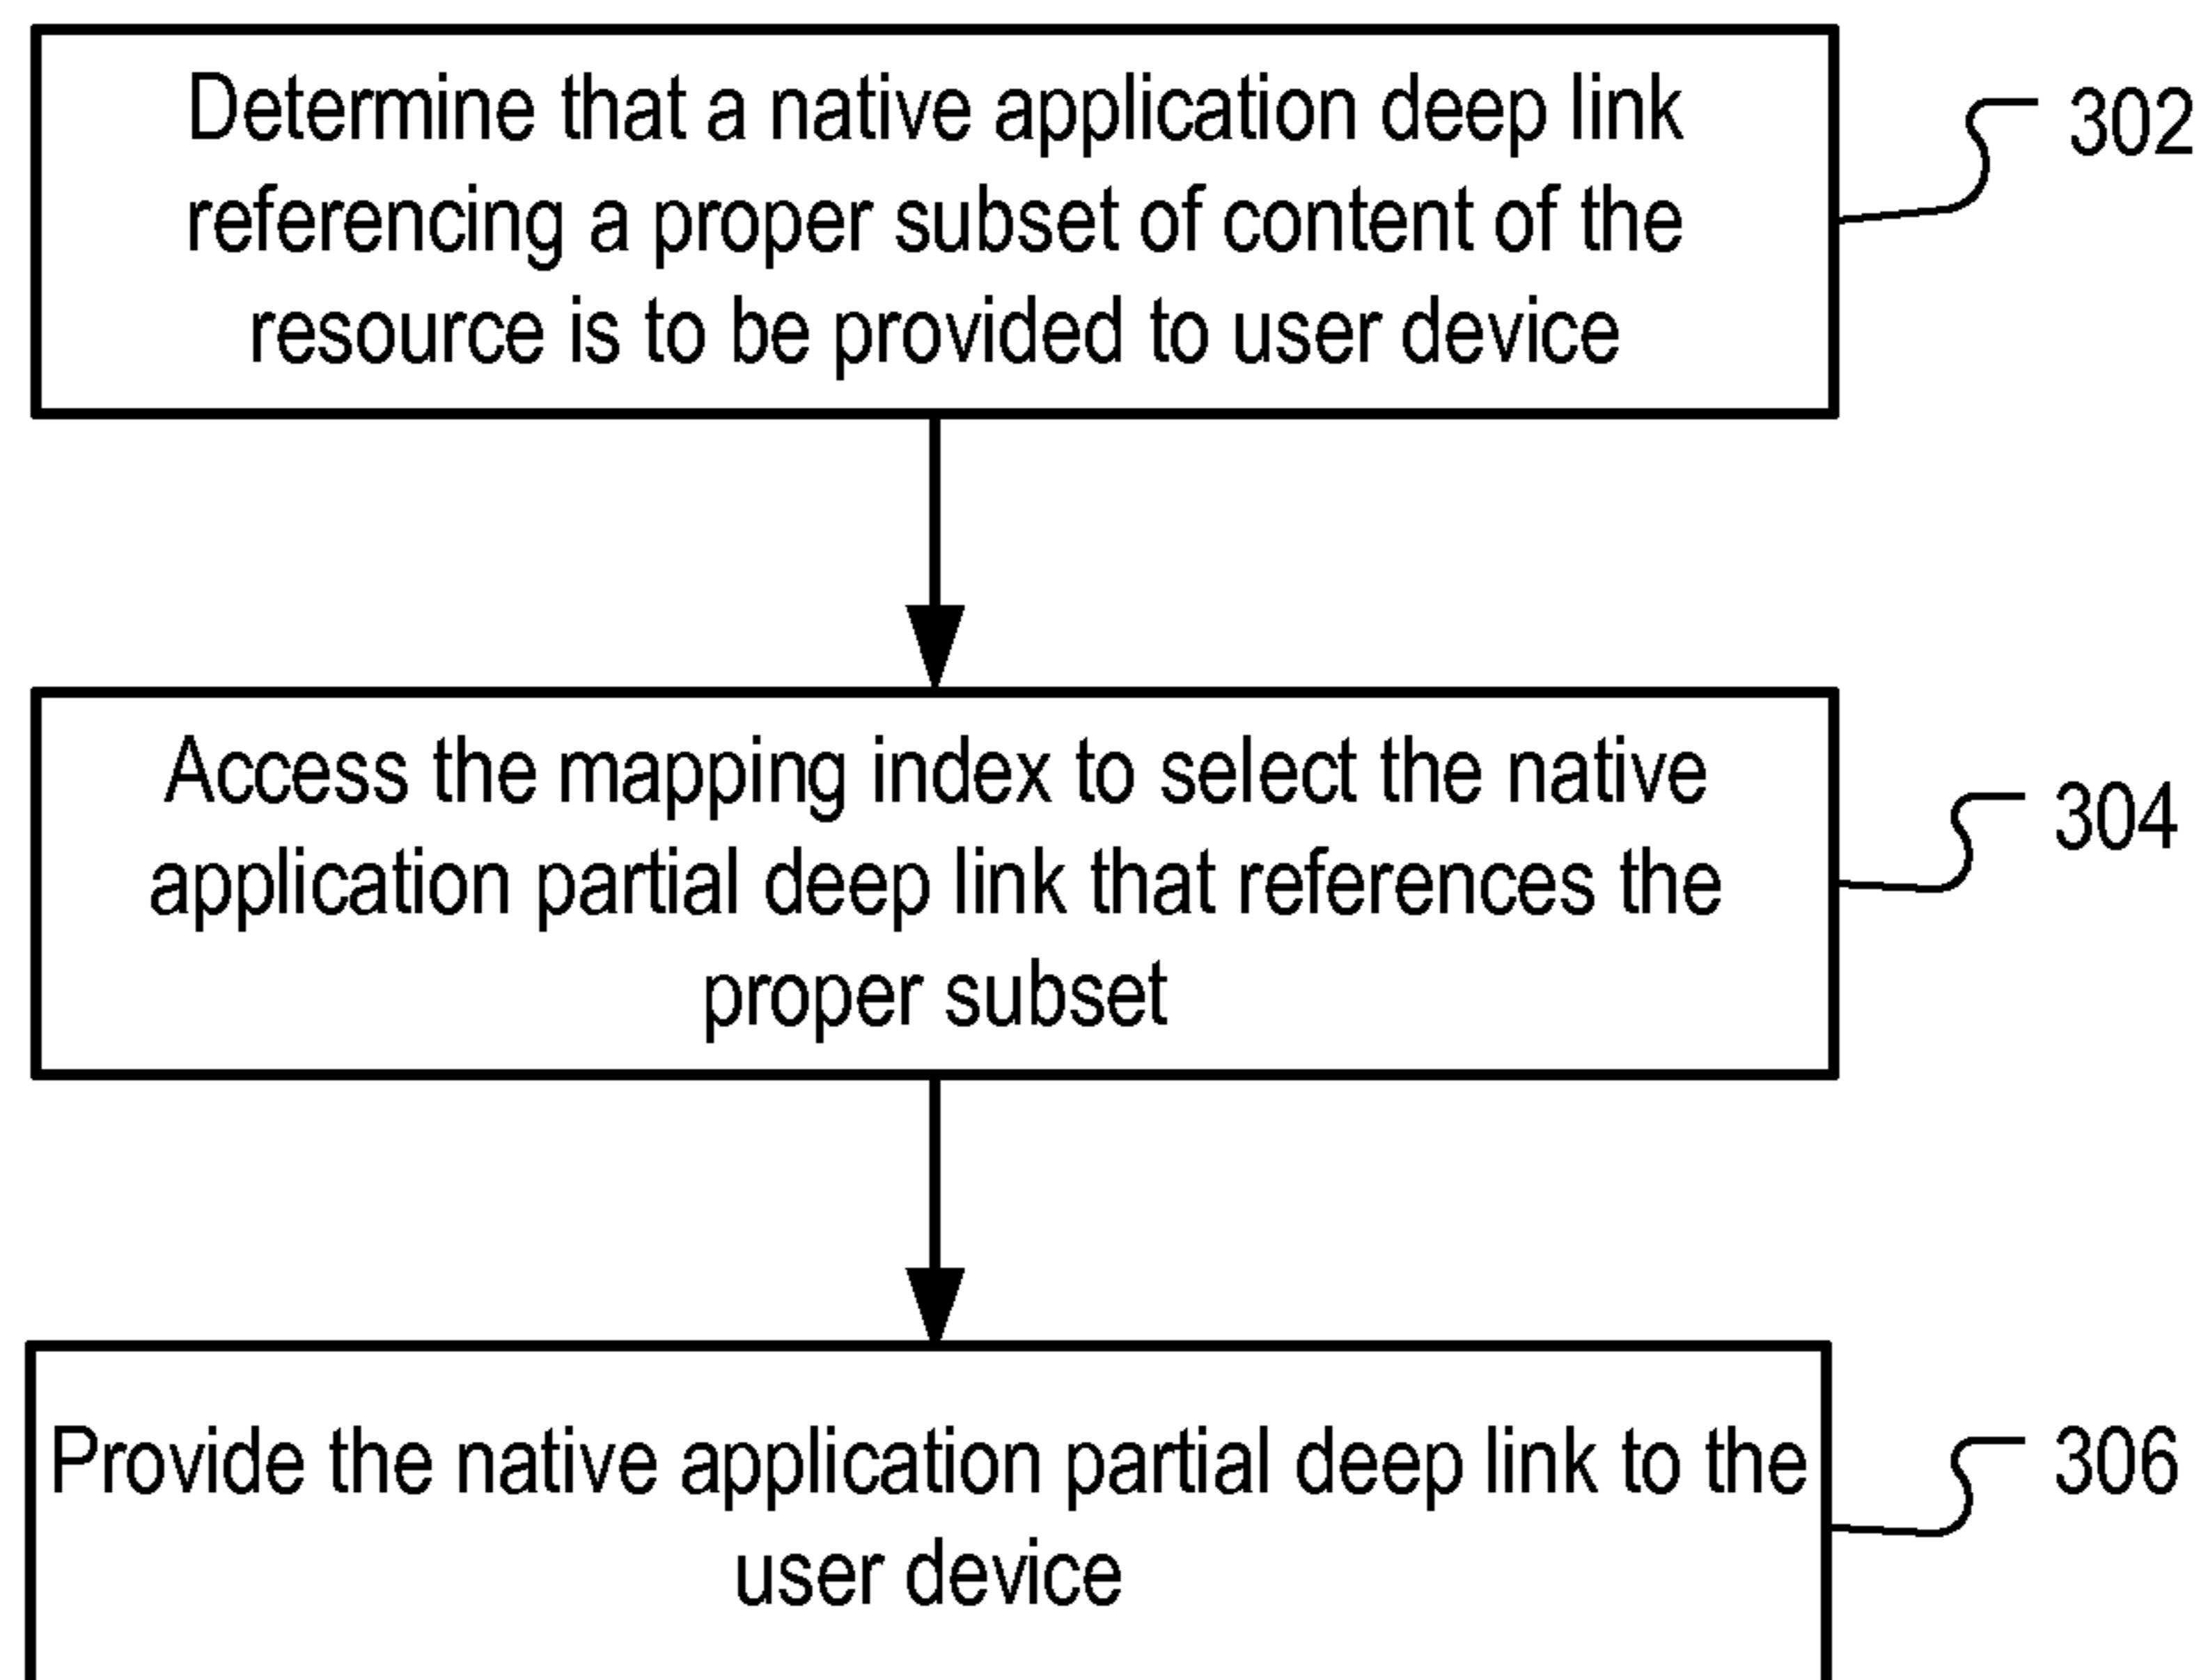 Determine that a native application deep link
referencing a proper subset of content of the
resource is to be provided to user device
302
Access the mapping index to select the native
application partial deep link that references the
proper subset
304
Provide the native application partial deep link to the
user device
306